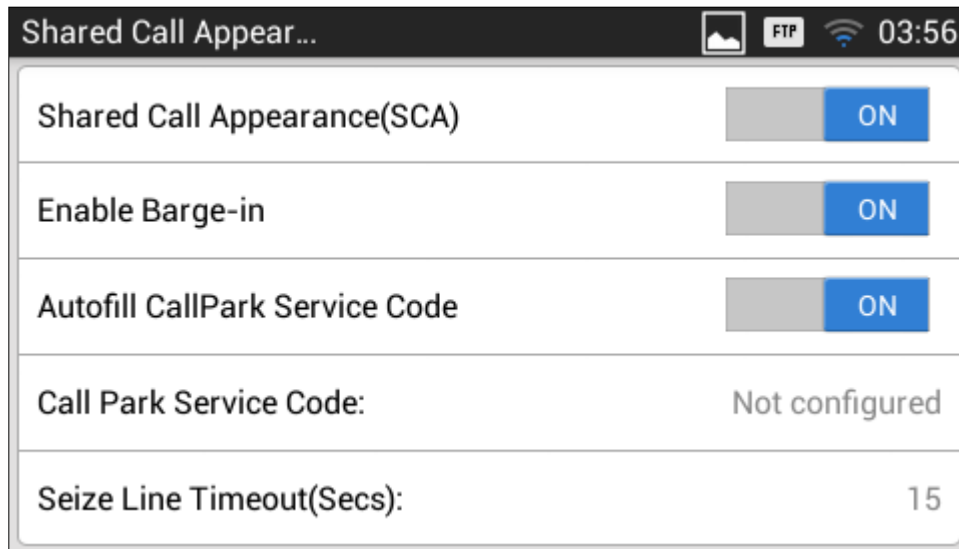 Shared Call Appear... FTP 03:56
Shared Call Appearance(SCA) ON
Enable Barge-in ON
Autofill CallPark Service Code ON
Call Park Service Code: Not configured
Seize Line Timeout(Secs): 15